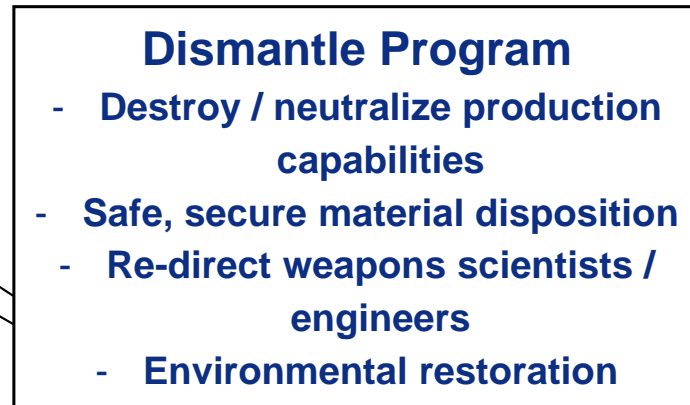 Dismantle Program
- Destroy / neutralize production
capabilities
- Safe, secure material disposition
- Re-direct weapons scientists /
engineers
- Environmental restoration